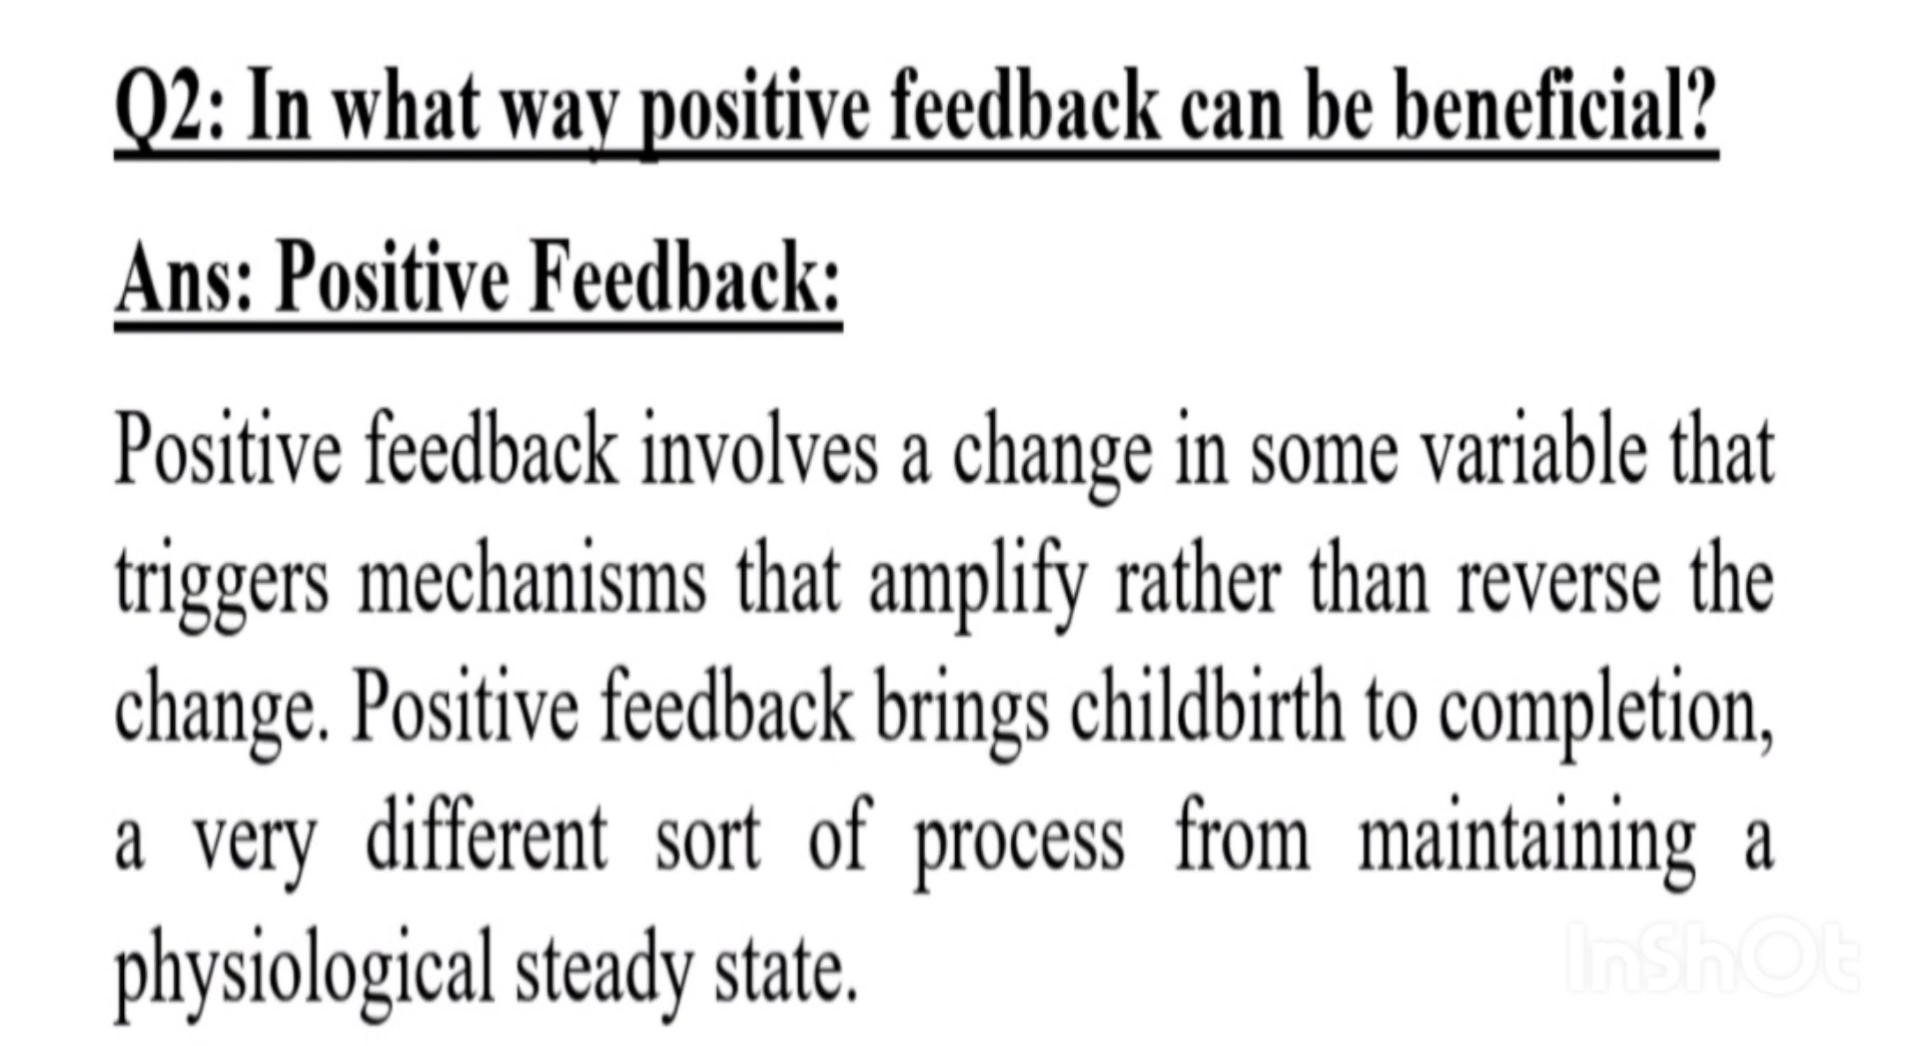 Q2: In what way positive feedback can be beneficial?
Ans: Positive Feedback:
Positive feedback involves a change in some variable that
triggers mechanisms that amplify rather than reverse the
change. Positive feedback brings childbirth to completion,
a very different sort of process from maintaining a
physiological steady state.
InShOt